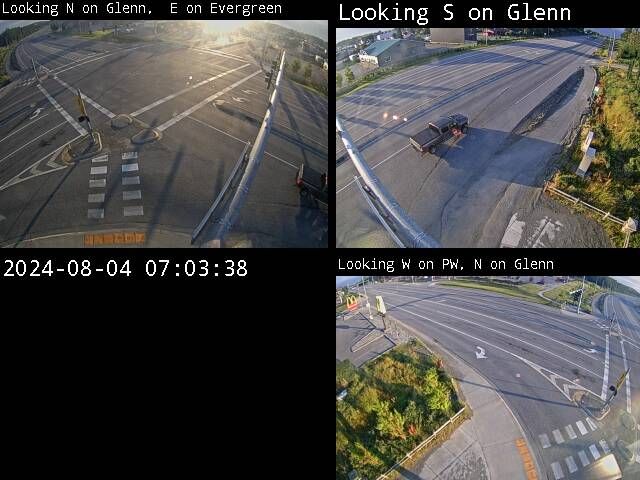 Looking N on Glenn,  E on Evergreen
Looking S on Glenn
2024-08-04 07:03:38
Looking W on PW, N on Glenn